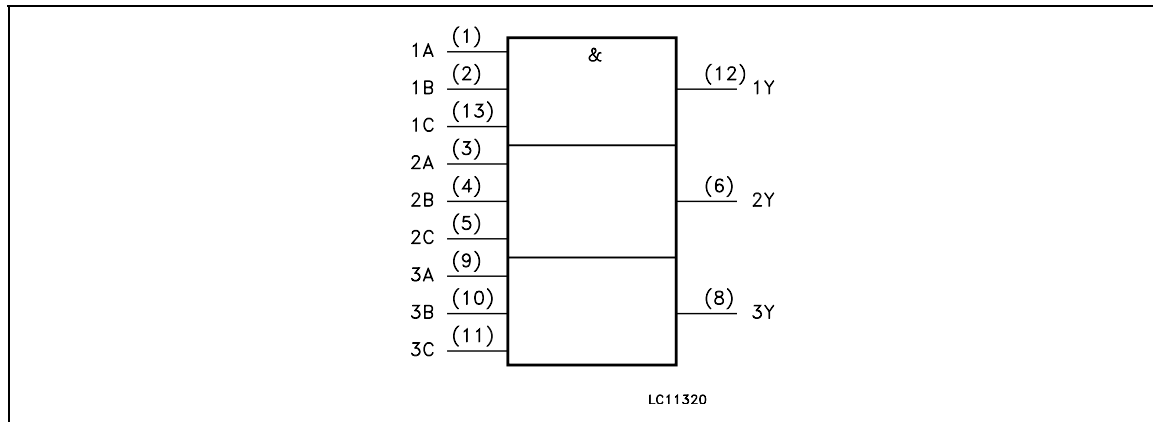 1A (1)
&
1B (2)
(12) 1Y
1C (13)
2A (3)
2B (4)
(6) 2Y
2C (5)
3A (9)
3B (10)
(8) 3Y
3C (11)
LC11320